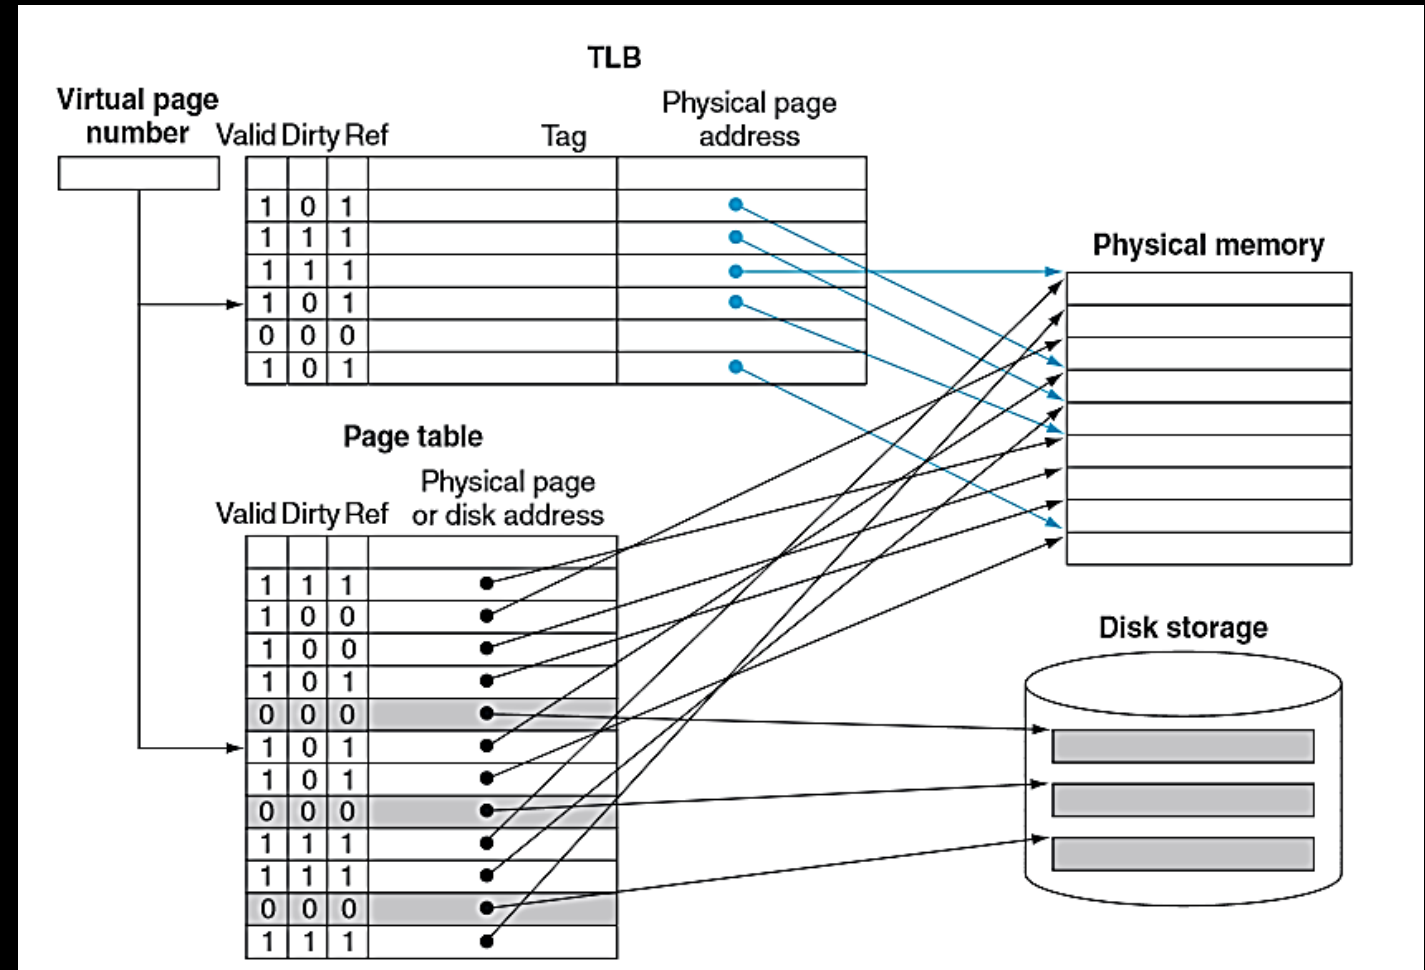 TLB
Virtual page
number
Valid Dirty Ref
Tag
Physical page
address
1 0 1
1 1 1
1 1 1
1 0 1
0 0 0
1 0 1
Physical memory
Page table
Physical page
or disk address
Valid Dirty Ref
1 1 1
1 0 0
1 0 0
1 0 1
0 0 0
1 0 1
1 0 1
0 0 0
1 1 1
1 1 1
0 0 0
1 1 1
Disk storage